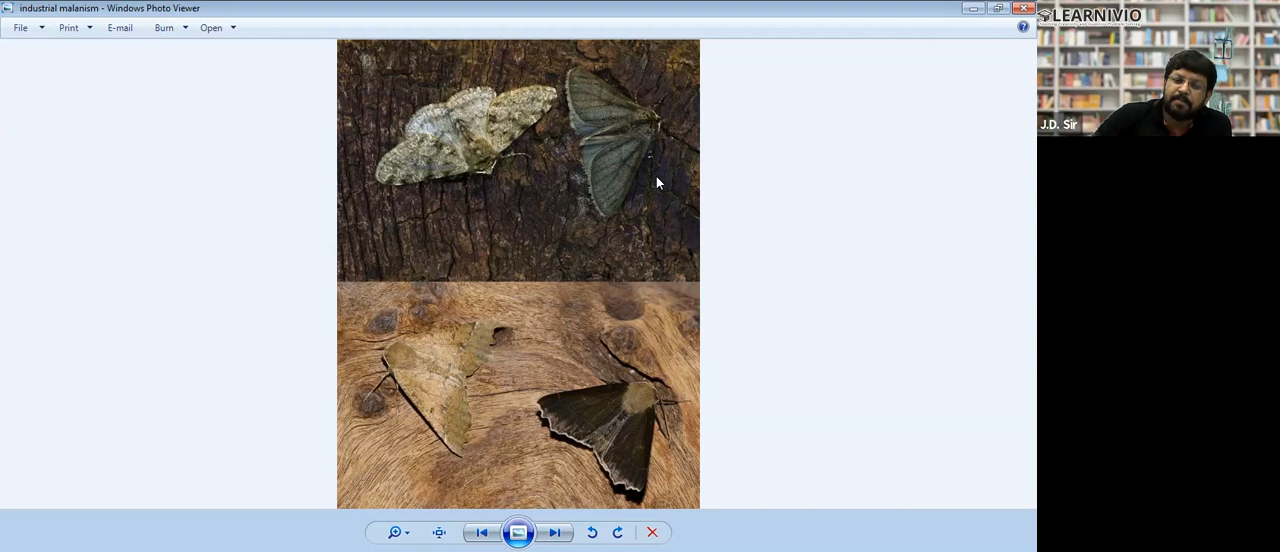 industrial malanism - Windows Photo Viewer
File Print E-mail Burn Open
LEARNIVIO
J.D. Sir